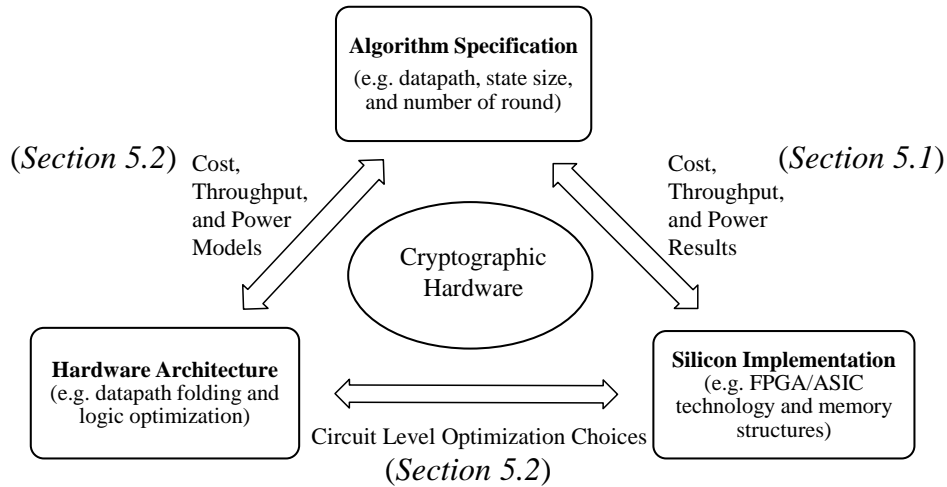 Algorithm Specification
(e.g. datapath, state size,
and number of round)
(Section 5.2)
Cost,
Throughput,
and Power
Models
Cost,
Throughput,
and Power
Results
(Section 5.1)
Cryptographic
Hardware
Hardware Architecture
(e.g. datapath folding and
logic optimization)
Silicon Implementation
(e.g. FPGA/ASIC
technology and memory
structures)
Circuit Level Optimization Choices
(Section 5.2)